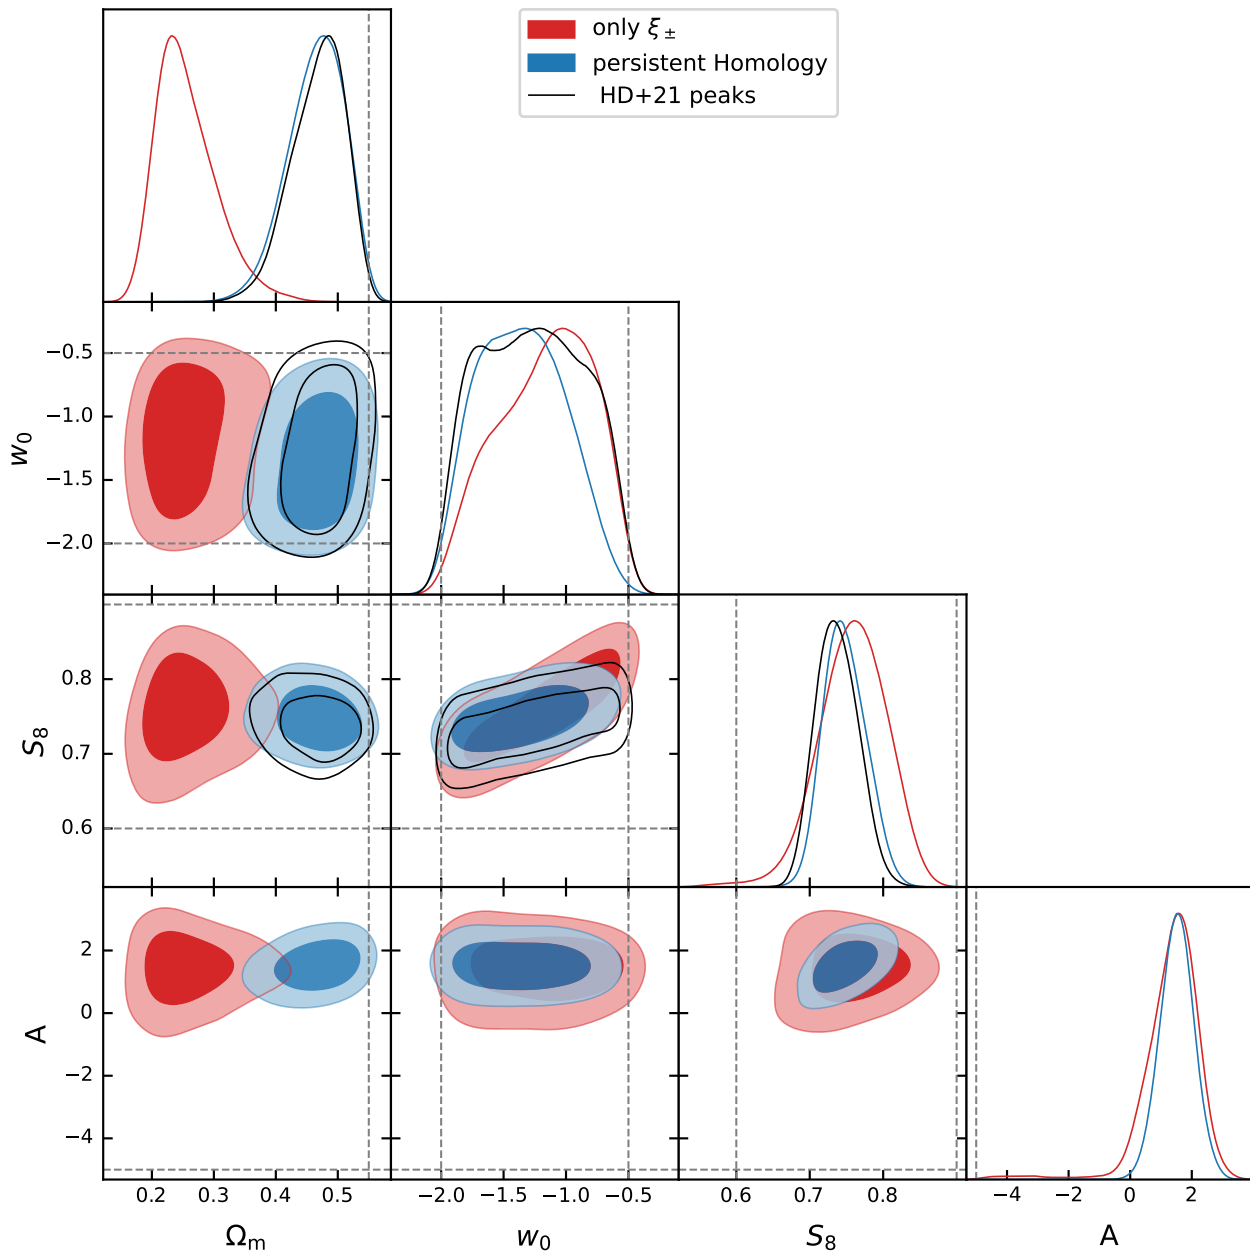 only ξ±
persistent Homology
HD+21 peaks
−0.5
−1.0
−1.5
−2.0
w₀
0.8
0.7
0.6
S₈
2
0
−2
−4
A
0.2 0.3 0.4 0.5
−2.0 −1.5 −1.0 −0.5
0.6 0.7 0.8
−4 −2 0 2
Ωₘ
w₀
S₈
A